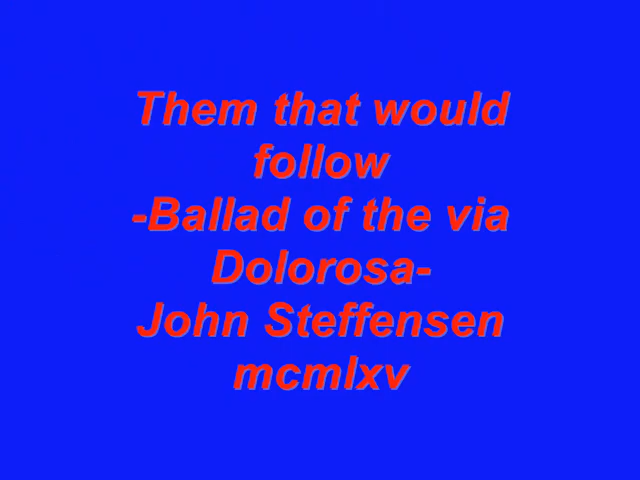 Them that would
follow
-Ballad of the via
Dolorosa-
John Steffensen
mcmlxv